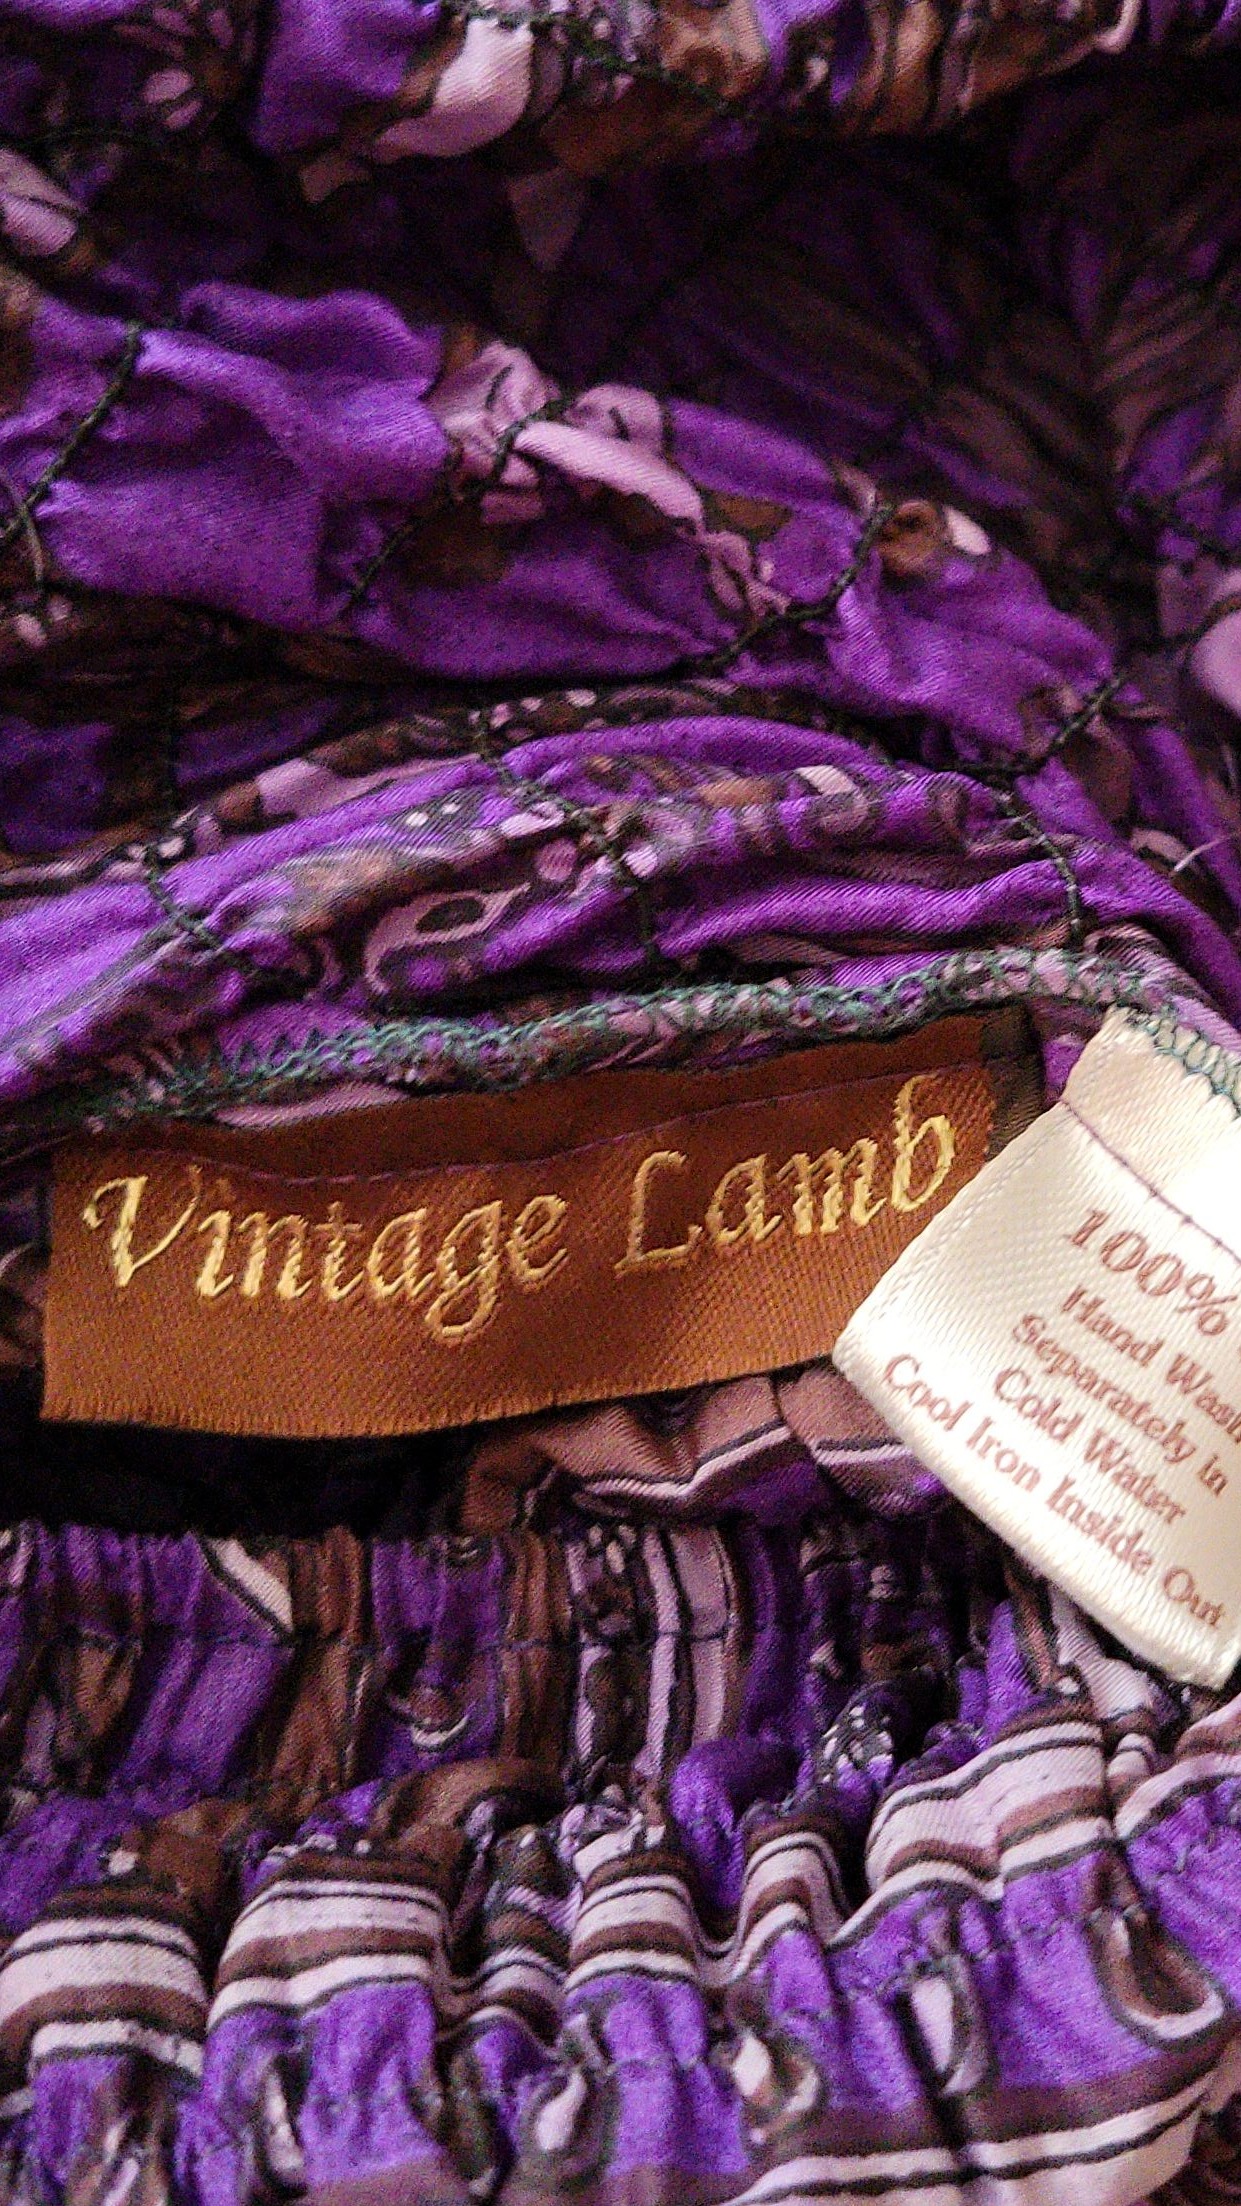 Vintage Lamb
100%
Hand Wash
Separately in
Cold Water
Cool Iron Inside Out